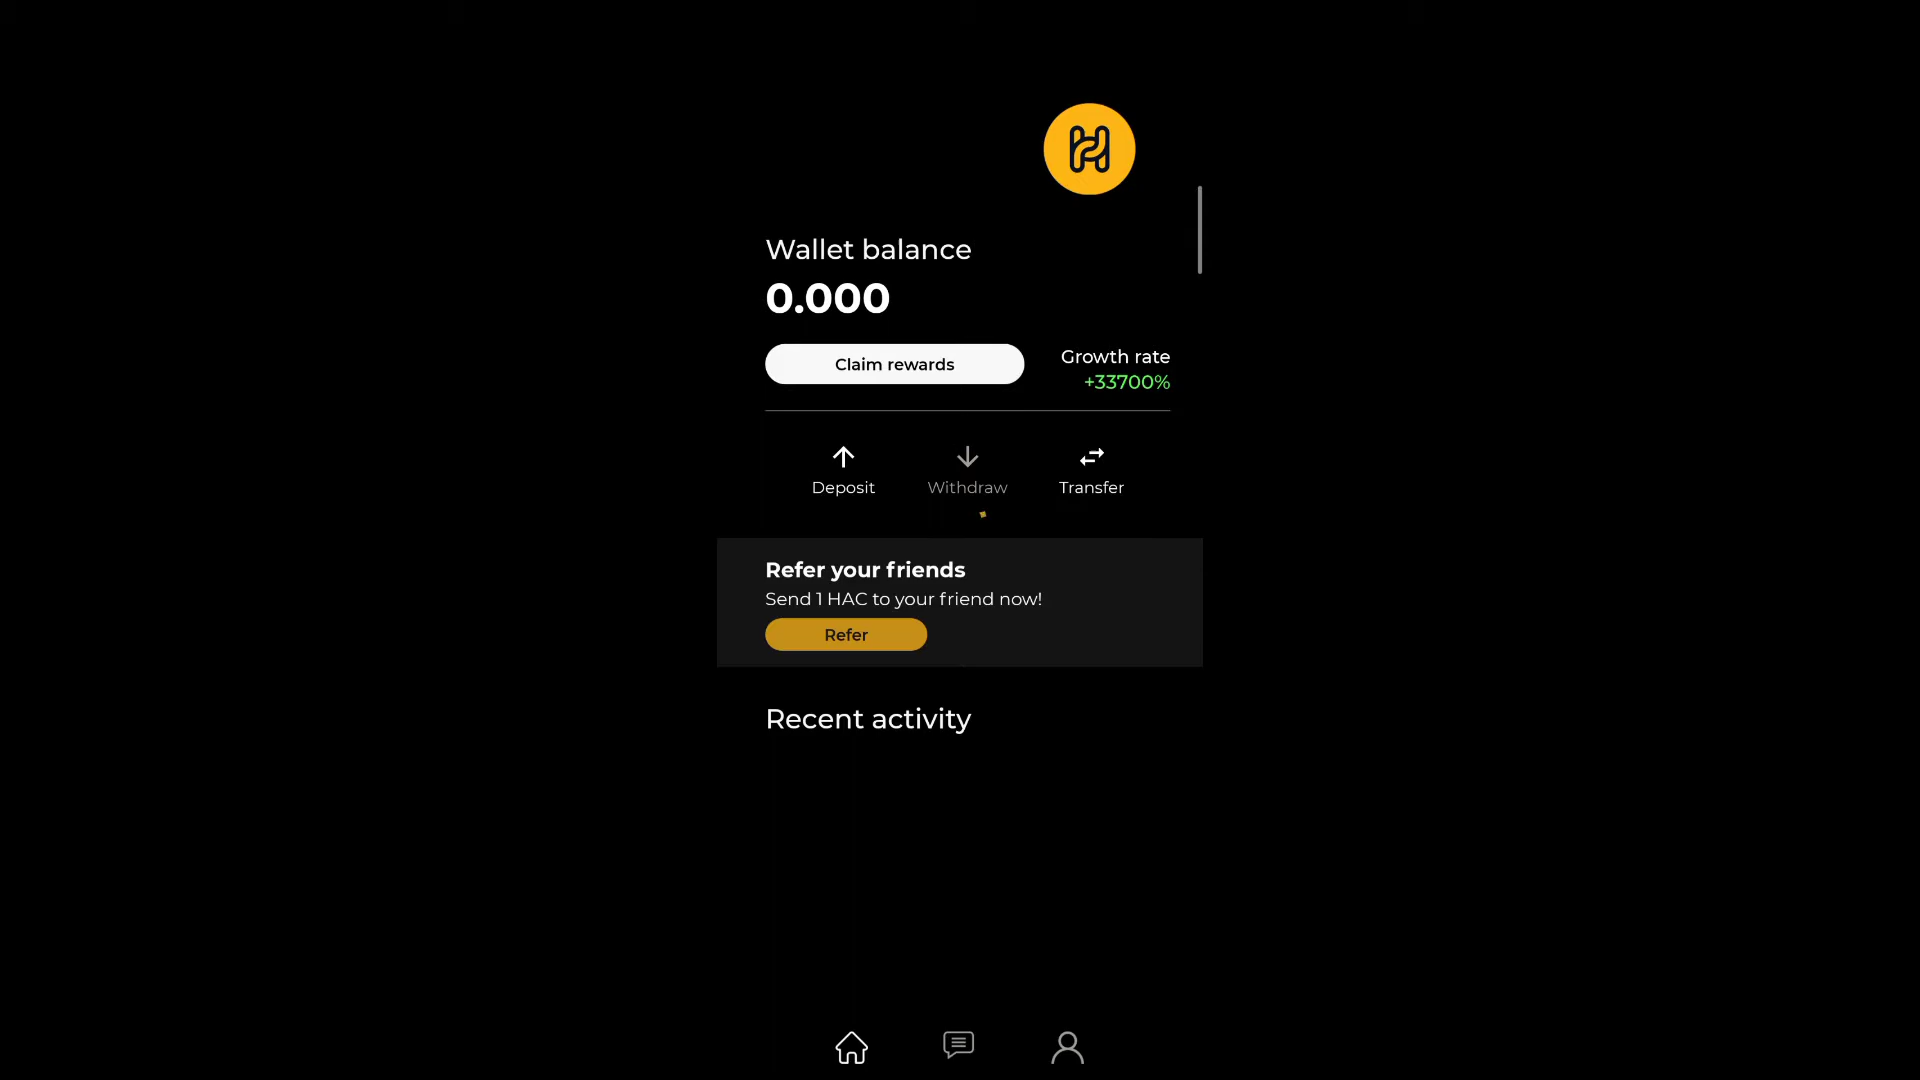 Wallet balance
0.000
Claim rewards
Growth rate
+33700%
Deposit
Withdraw
Transfer
Refer your friends
Send 1 HAC to your friend now!
Refer
Recent activity